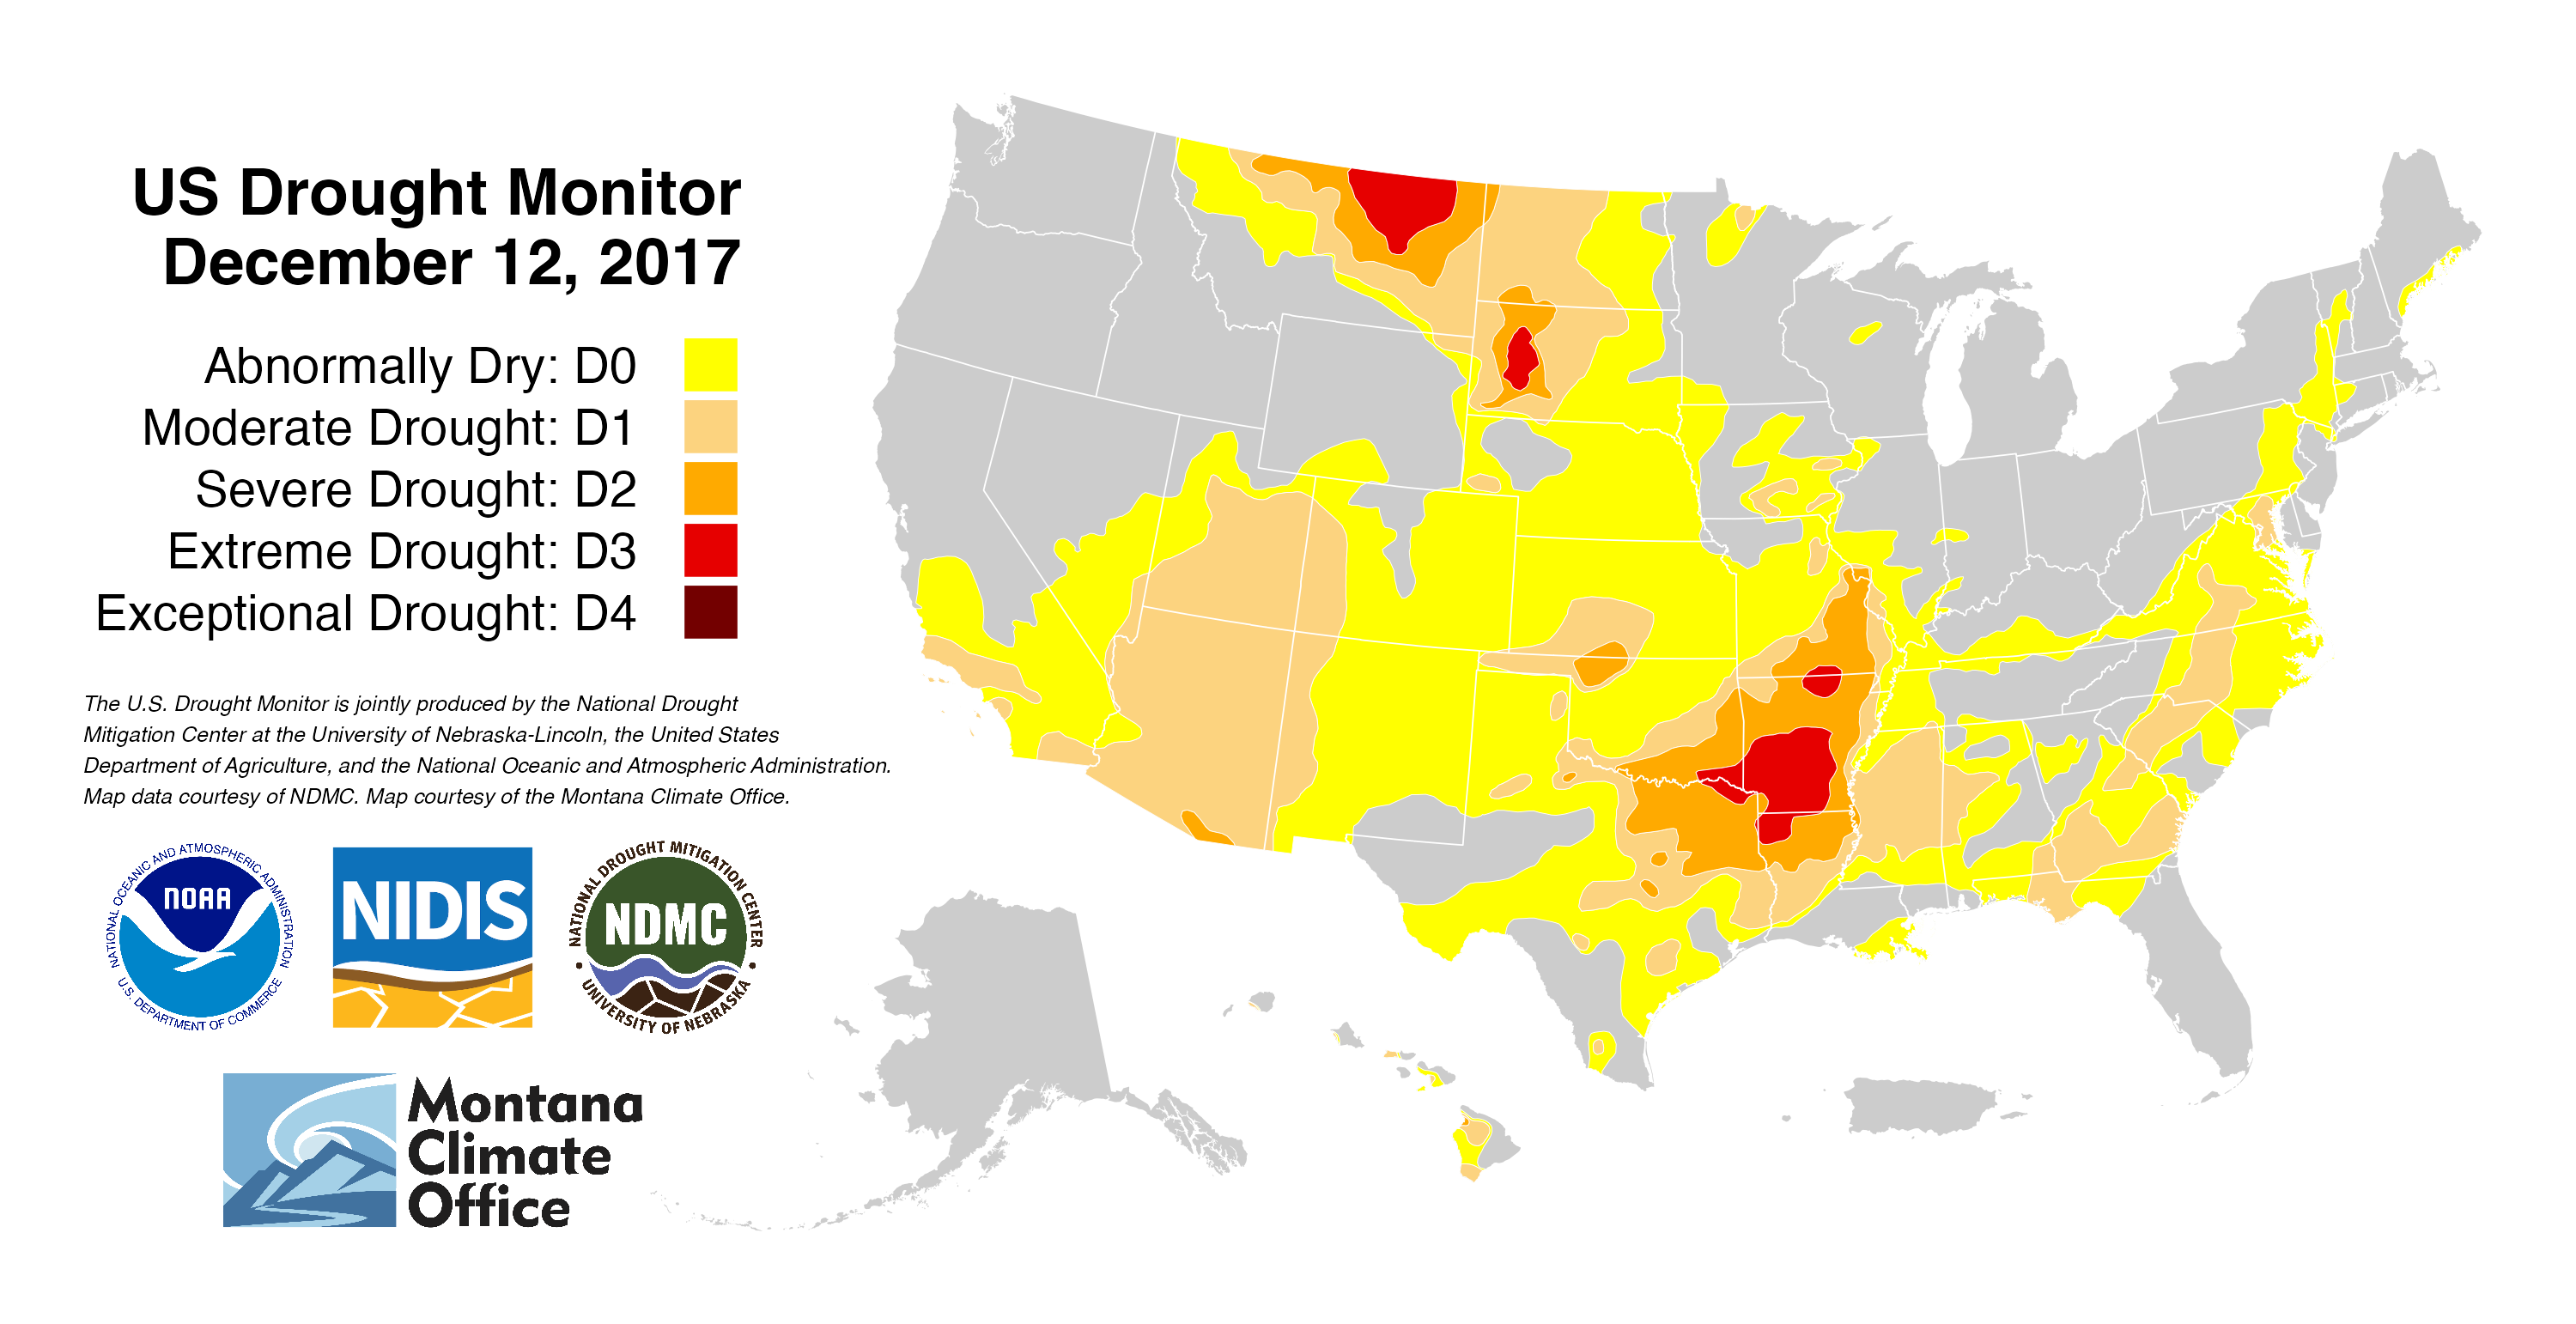 US Drought Monitor
December 12, 2017
Abnormally Dry: D0
Moderate Drought: D1
Severe Drought: D2
Extreme Drought: D3
Exceptional Drought: D4
The U.S. Drought Monitor is jointly produced by the National Drought
Mitigation Center at the University of Nebraska-Lincoln, the United States
Department of Agriculture, and the National Oceanic and Atmospheric Administration.
Map data courtesy of NDMC. Map courtesy of the Montana Climate Office.
NATIONAL OCEANIC AND ATMOSPHERIC ADMINISTRATION
NOAA
U.S. DEPARTMENT OF COMMERCE
NIDIS
NATIONAL DROUGHT MITIGATION CENTER
NDMC
UNIVERSITY OF NEBRASKA
Montana
Climate
Office